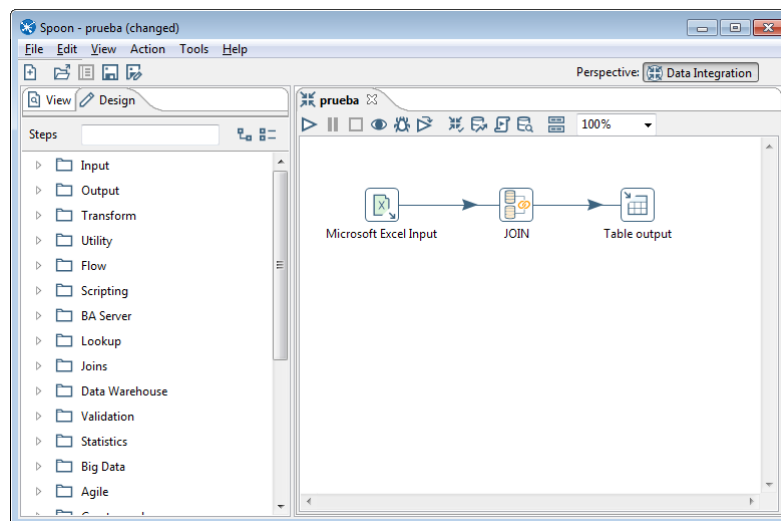 Spoon - prueba (changed)
File Edit View Action Tools Help
Perspective: Data Integration
View Design
prueba
Steps
100%
Input
Output
Transform
Utility
Flow
Scripting
BA Server
Lookup
Joins
Data Warehouse
Validation
Statistics
Big Data
Agile
Microsoft Excel Input JOIN Table output